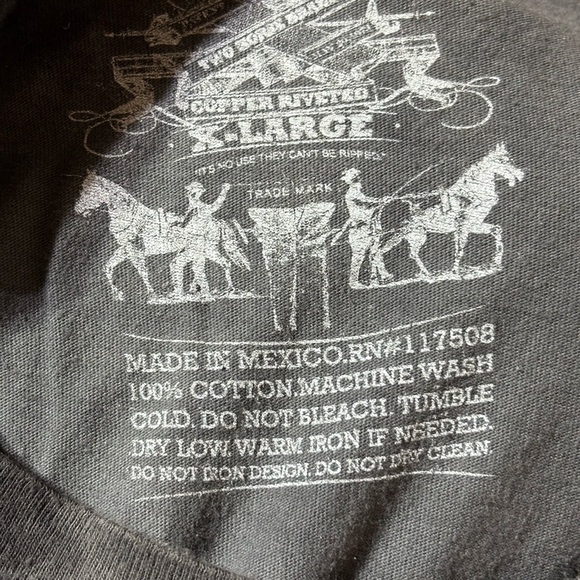 TWO HORSE BRAND
COPPER RIVETED
X-LARGE
"IT'S NO USE THEY CAN'T BE RIPPED."
TRADE MARK
MADE IN MEXICO.RN#117508
100% COTTON.MACHINE WASH
COLD. DO NOT BLEACH. TUMBLE
DRY LOW. WARM IRON IF NEEDED.
DO NOT IRON DESIGN. DO NOT DRY CLEAN.